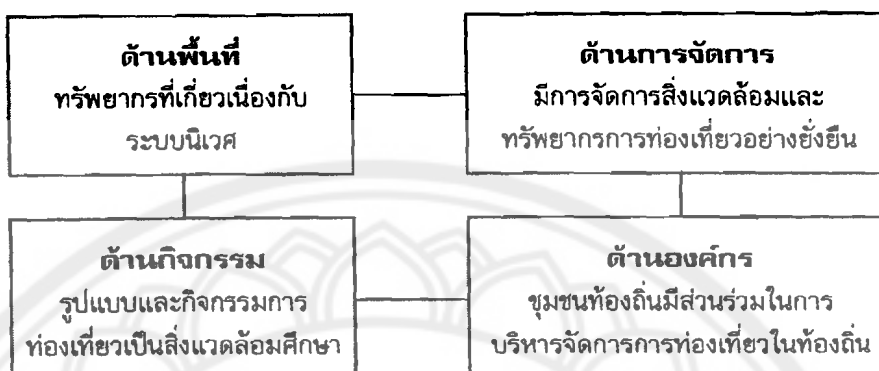 ด้านพื้นที่
ทรัพยากรที่เกี่ยวเนื่องกับ
ระบบนิเวศ
ด้านการจัดการ
มีการจัดการสิ่งแวดล้อมและ
ทรัพยากรการท่องเที่ยวอย่างยั่งยืน
ด้านกิจกรรม
รูปแบบและกิจกรรมการ
ท่องเที่ยวเป็นสิ่งแวดล้อมศึกษา
ด้านองค์กร
ชุมชนท้องถิ่นมีส่วนร่วมในการ
บริหารจัดการการท่องเที่ยวในท้องถิ่น